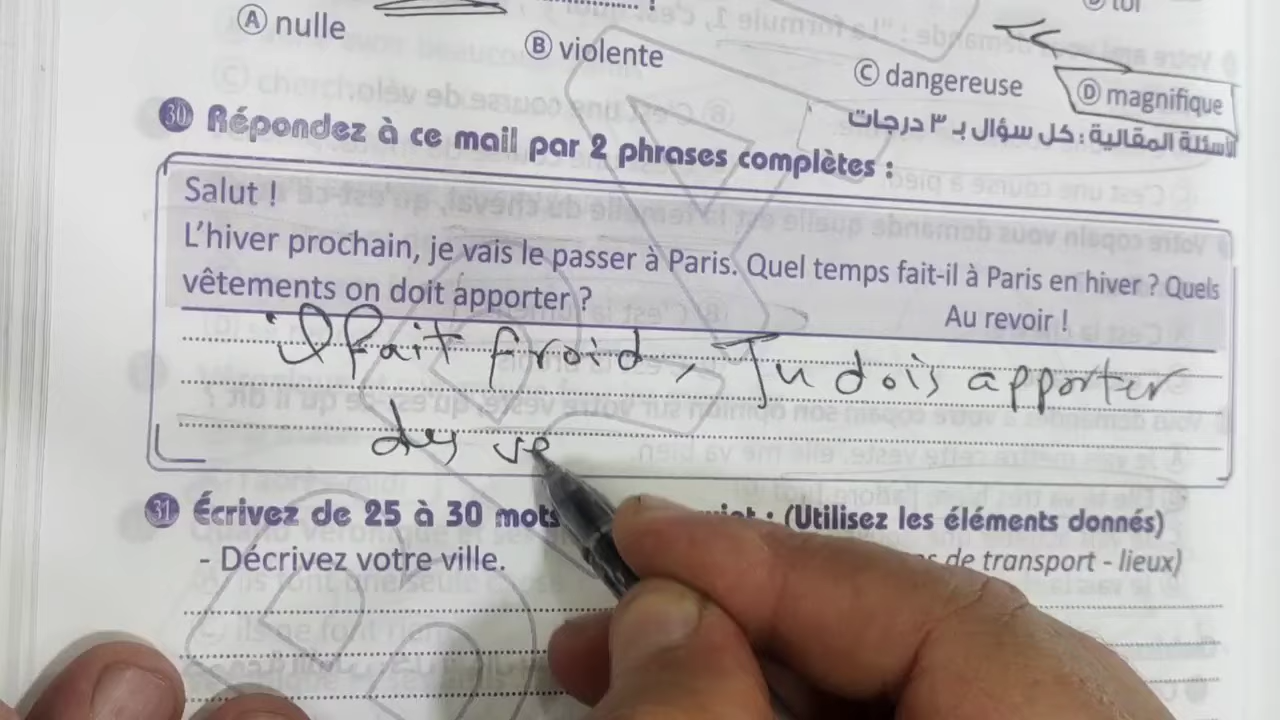 toi
Ⓐ nulle
Ⓑ violente
Ⓒ dangereuse
Ⓓ magnifique
الأسئلة المقالية : كل سؤال بـ ٣ درجات
30 Répondez à ce mail par 2 phrases complètes :
Salut !
L'hiver prochain, je vais le passer à Paris. Quel temps fait-il à Paris en hiver ? Quels
vêtements on doit apporter ?
Au revoir !
Il fait froid, Tu dois apporter
des ve
31 Écrivez de 25 à 30 mots : (Utilisez les éléments donnés)
- Décrivez votre ville. de transport - lieux)